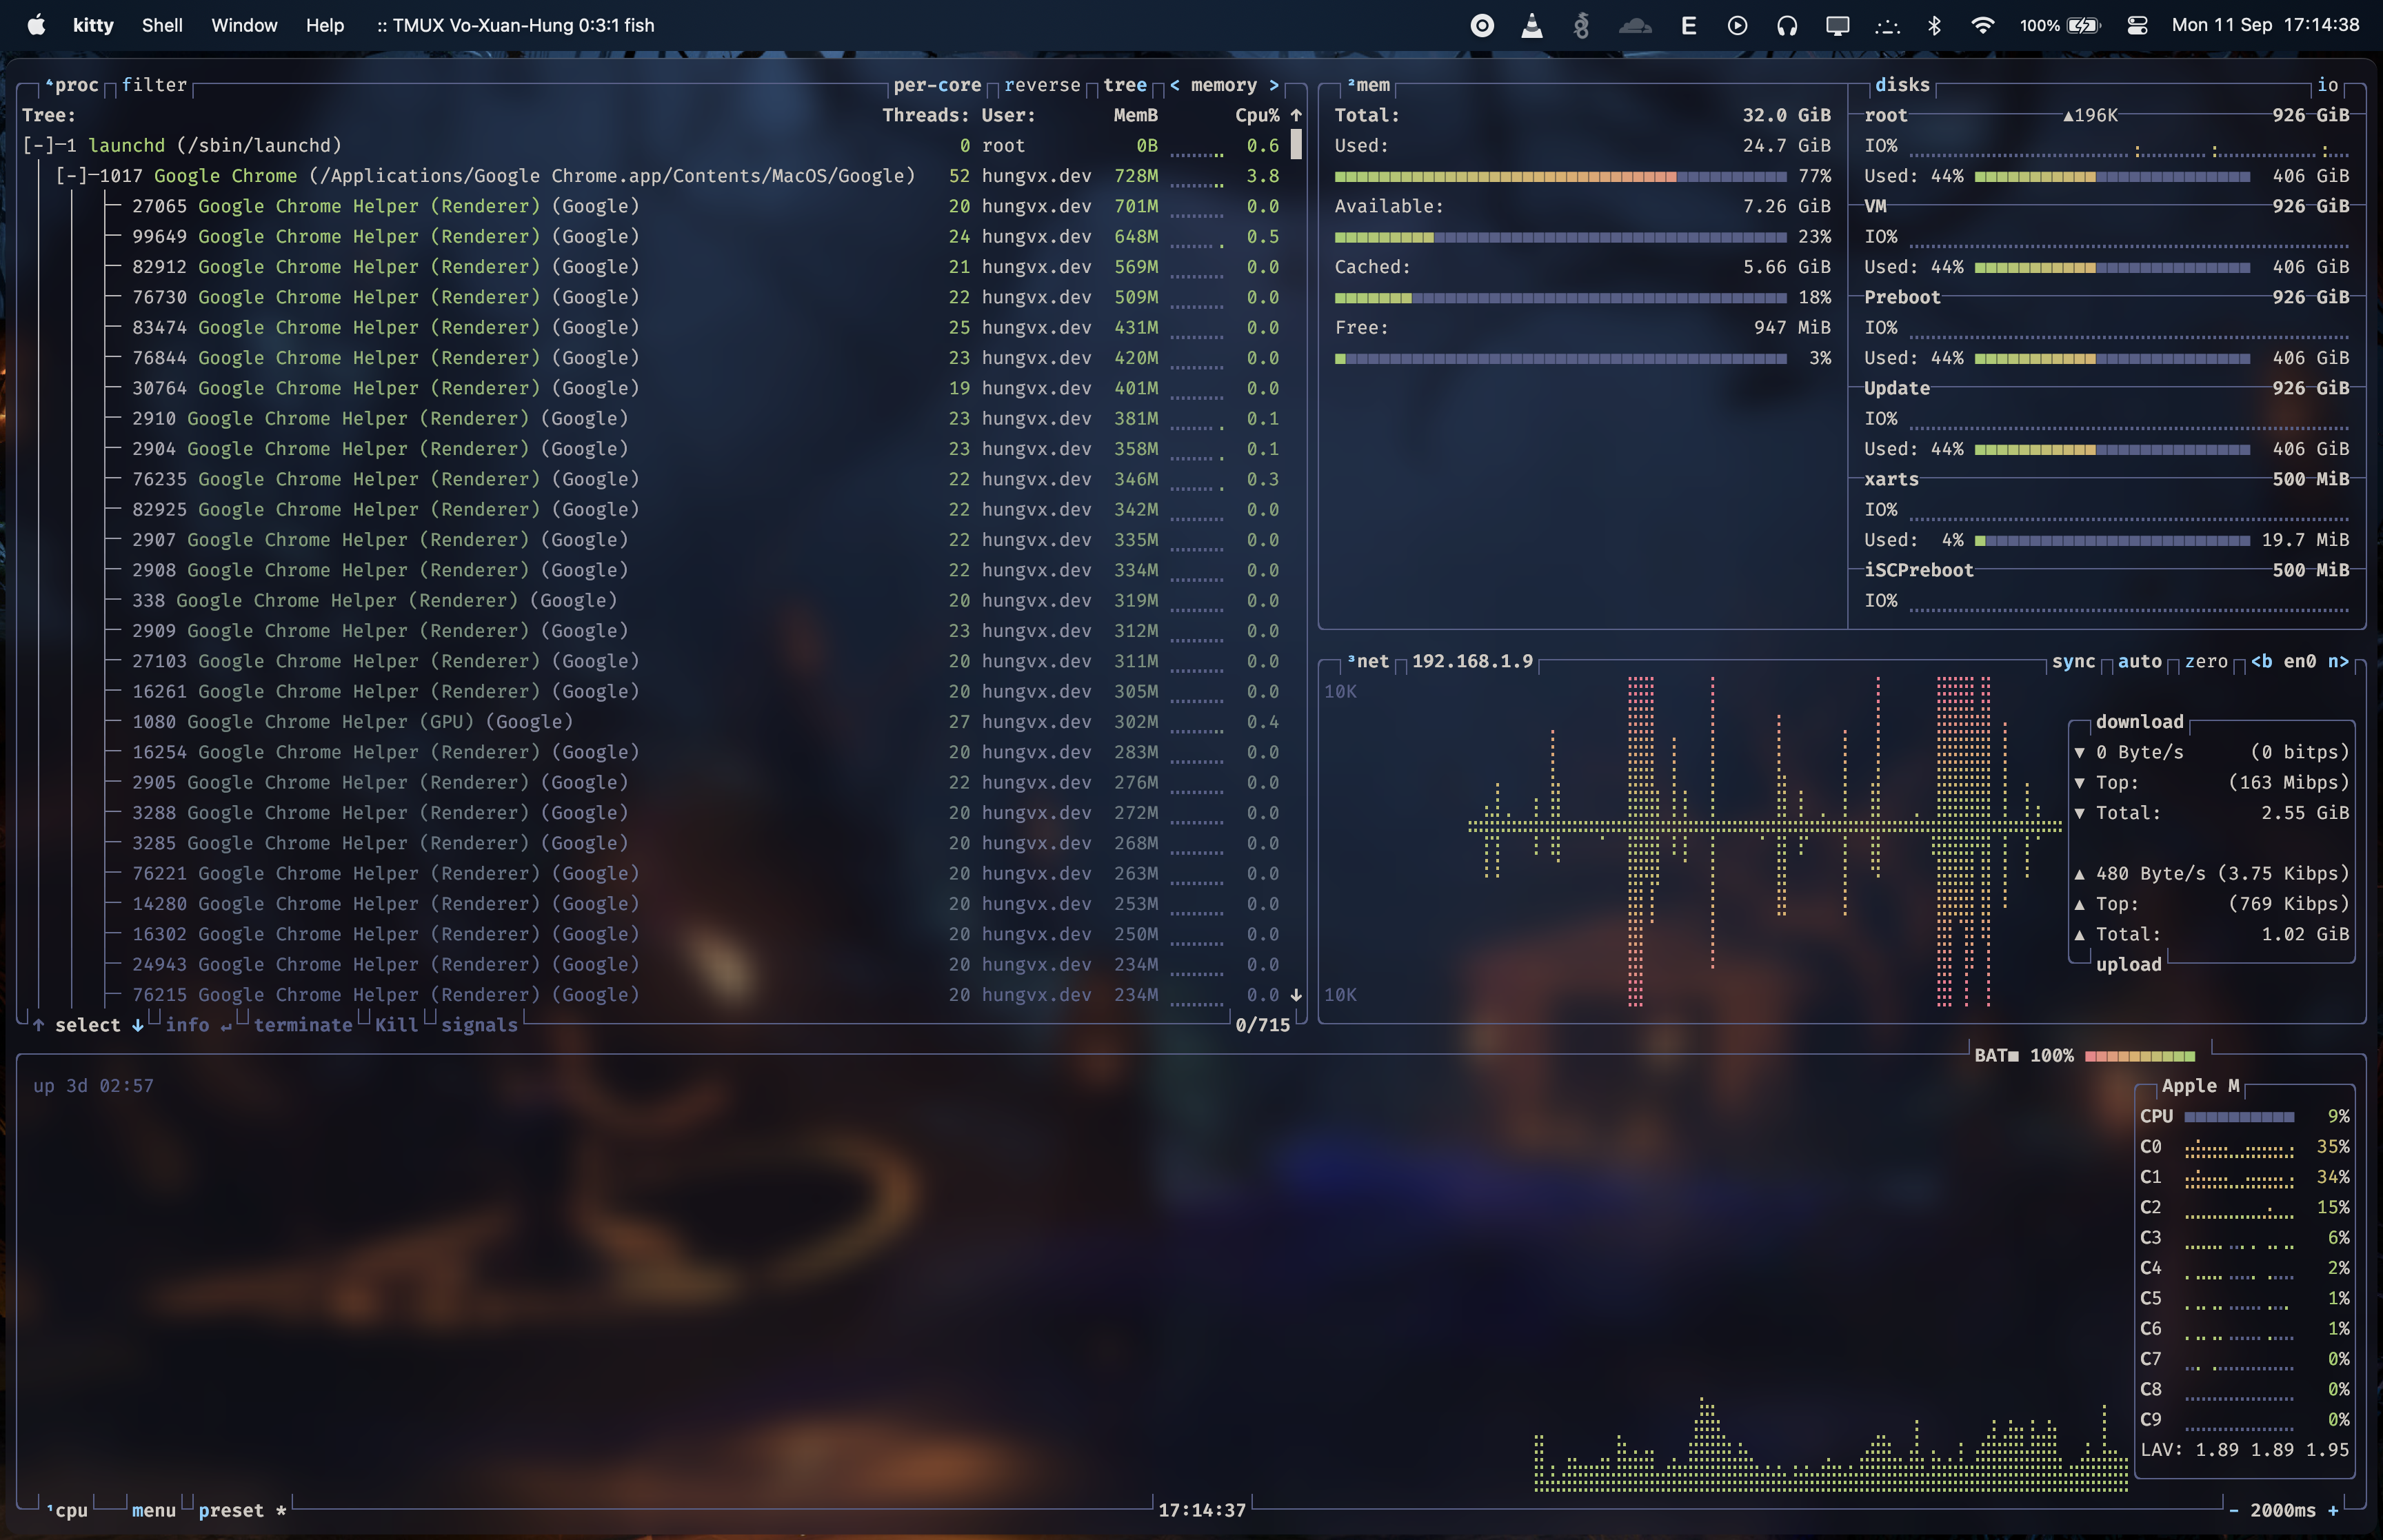 kitty Shell Window Help :: TMUX Vo-Xuan-Hung 0:3:1 fish E 100% Mon 11 Sep 17:14:38
⁴proc filter per-core reverse tree < memory >
Tree: Threads: User: MemB Cpu% ↑
[-]─1 launchd (/sbin/launchd) 0 root 0B 0.6
[-]─1017 Google Chrome (/Applications/Google Chrome.app/Contents/MacOS/Google) 52 hungvx.dev 728M 3.8
27065 Google Chrome Helper (Renderer) (Google) 20 hungvx.dev 701M 0.0
99649 Google Chrome Helper (Renderer) (Google) 24 hungvx.dev 648M 0.5
82912 Google Chrome Helper (Renderer) (Google) 21 hungvx.dev 569M 0.0
76730 Google Chrome Helper (Renderer) (Google) 22 hungvx.dev 509M 0.0
83474 Google Chrome Helper (Renderer) (Google) 25 hungvx.dev 431M 0.0
76844 Google Chrome Helper (Renderer) (Google) 23 hungvx.dev 420M 0.0
30764 Google Chrome Helper (Renderer) (Google) 19 hungvx.dev 401M 0.0
2910 Google Chrome Helper (Renderer) (Google) 23 hungvx.dev 381M 0.1
2904 Google Chrome Helper (Renderer) (Google) 23 hungvx.dev 358M 0.1
76235 Google Chrome Helper (Renderer) (Google) 22 hungvx.dev 346M 0.3
82925 Google Chrome Helper (Renderer) (Google) 22 hungvx.dev 342M 0.0
2907 Google Chrome Helper (Renderer) (Google) 22 hungvx.dev 335M 0.0
2908 Google Chrome Helper (Renderer) (Google) 22 hungvx.dev 334M 0.0
338 Google Chrome Helper (Renderer) (Google) 20 hungvx.dev 319M 0.0
2909 Google Chrome Helper (Renderer) (Google) 23 hungvx.dev 312M 0.0
27103 Google Chrome Helper (Renderer) (Google) 20 hungvx.dev 311M 0.0
16261 Google Chrome Helper (Renderer) (Google) 20 hungvx.dev 305M 0.0
1080 Google Chrome Helper (GPU) (Google) 27 hungvx.dev 302M 0.4
16254 Google Chrome Helper (Renderer) (Google) 20 hungvx.dev 283M 0.0
2905 Google Chrome Helper (Renderer) (Google) 22 hungvx.dev 276M 0.0
3288 Google Chrome Helper (Renderer) (Google) 20 hungvx.dev 272M 0.0
3285 Google Chrome Helper (Renderer) (Google) 20 hungvx.dev 268M 0.0
76221 Google Chrome Helper (Renderer) (Google) 20 hungvx.dev 263M 0.0
14280 Google Chrome Helper (Renderer) (Google) 20 hungvx.dev 253M 0.0
16302 Google Chrome Helper (Renderer) (Google) 20 hungvx.dev 250M 0.0
24943 Google Chrome Helper (Renderer) (Google) 20 hungvx.dev 234M 0.0
76215 Google Chrome Helper (Renderer) (Google) 20 hungvx.dev 234M 0.0 ↓
↑ select ↓ info ↵ terminate Kill signals 0/715
²mem
Total: 32.0 GiB
Used: 24.7 GiB
77%
Available: 7.26 GiB
23%
Cached: 5.66 GiB
18%
Free: 947 MiB
3%
disks io
root ▲196K 926 GiB
IO%
Used: 44% 406 GiB
VM 926 GiB
IO%
Used: 44% 406 GiB
Preboot 926 GiB
IO%
Used: 44% 406 GiB
Update 926 GiB
IO%
Used: 44% 406 GiB
xarts 500 MiB
IO%
Used: 4% 19.7 MiB
iSCPreboot 500 MiB
IO%
³net 192.168.1.9 sync auto zero <b en0 n>
10K
download
▼ 0 Byte/s (0 bitps)
▼ Top: (163 Mibps)
▼ Total: 2.55 GiB
▲ 480 Byte/s (3.75 Kibps)
▲ Top: (769 Kibps)
▲ Total: 1.02 GiB
upload
10K
BAT■ 100%
up 3d 02:57
Apple M
CPU 9%
C0 35%
C1 34%
C2 15%
C3 6%
C4 2%
C5 1%
C6 1%
C7 0%
C8 0%
C9 0%
LAV: 1.89 1.89 1.95
¹cpu menu preset * 17:14:37 - 2000ms +